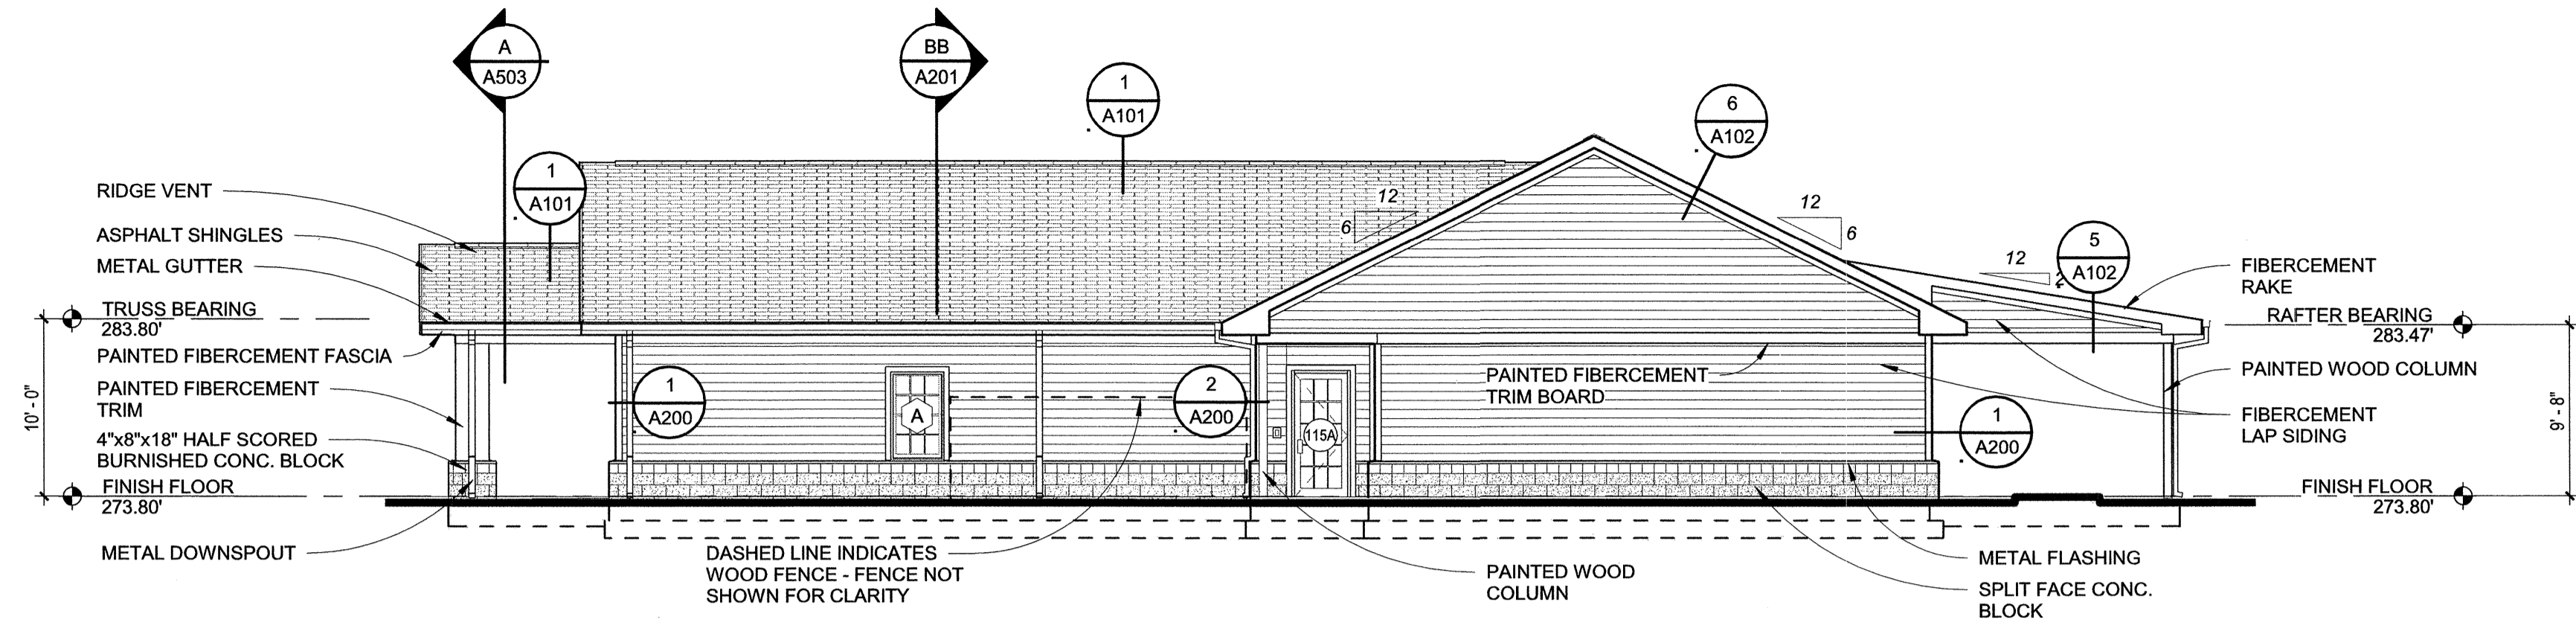 A
A503
BB
A201
1
A101
1
A101
6
A102
5
A102
12
6
12
6
12
2
RIDGE VENT
ASPHALT SHINGLES
METAL GUTTER
TRUSS BEARING
283.80'
PAINTED FIBERCEMENT FASCIA
PAINTED FIBERCEMENT
TRIM
4"x8"x18" HALF SCORED
BURNISHED CONC. BLOCK
FINISH FLOOR
273.80'
METAL DOWNSPOUT
10' - 0"
1
A200
A
2
A200
115A
PAINTED FIBERCEMENT
TRIM BOARD
1
A200
DASHED LINE INDICATES
WOOD FENCE - FENCE NOT
SHOWN FOR CLARITY
PAINTED WOOD
COLUMN
FIBERCEMENT
RAKE
RAFTER BEARING
283.47'
PAINTED WOOD COLUMN
FIBERCEMENT
LAP SIDING
FINISH FLOOR
273.80'
METAL FLASHING
SPLIT FACE CONC.
BLOCK
9' - 8"